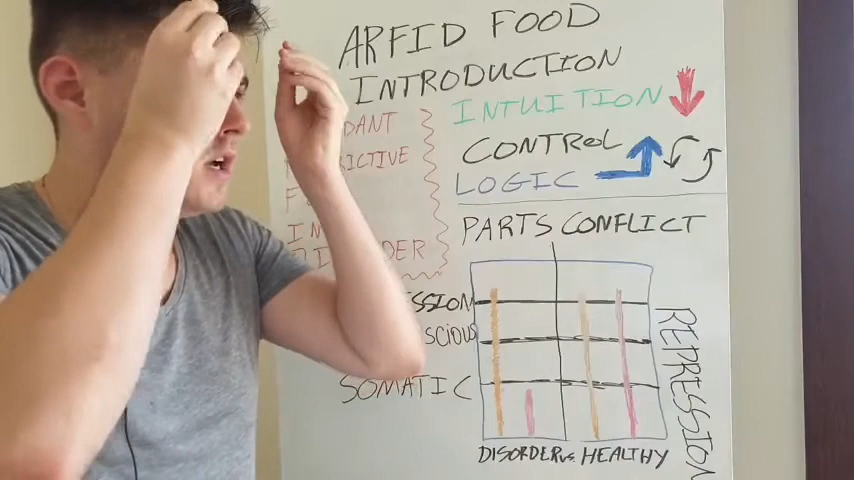 ARFID FOOD
INTRODUCTION
INTUITION
CONTROL
LOGIC
PARTS CONFLICT
SOMATIC
REPRESSION
DISORDER vs. HEALTHY